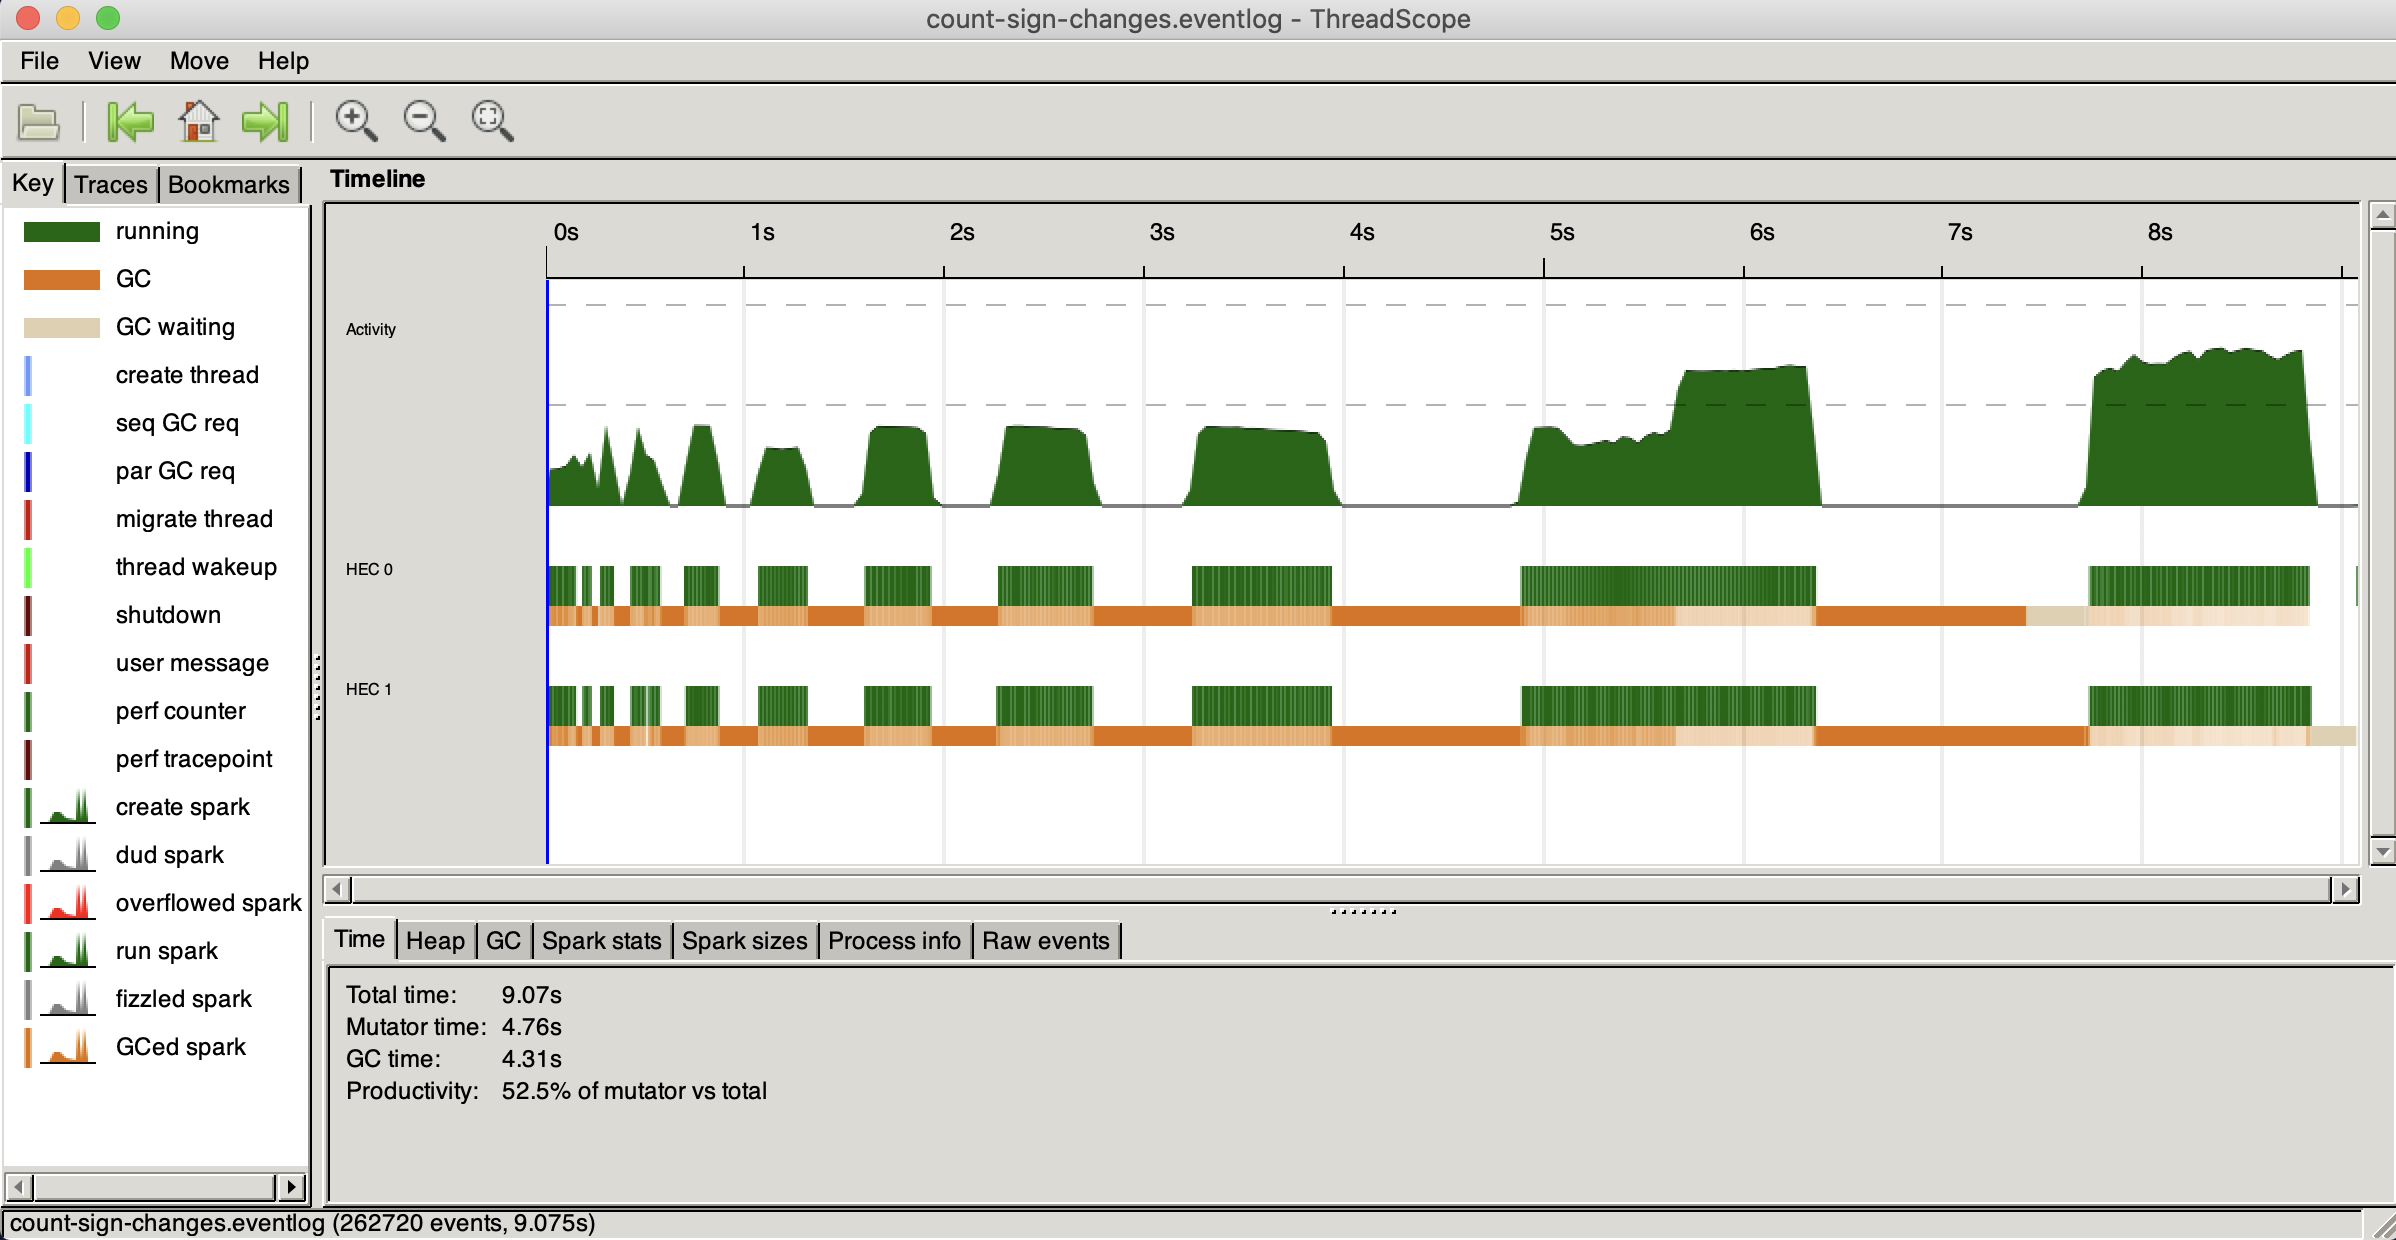 count-sign-changes.eventlog - ThreadScope
File View Move Help
Key Traces Bookmarks
running
GC
GC waiting
create thread
seq GC req
par GC req
migrate thread
thread wakeup
shutdown
user message
perf counter
perf tracepoint
create spark
dud spark
overflowed spark
run spark
fizzled spark
GCed spark
Timeline
0s 1s 2s 3s 4s 5s 6s 7s 8s
Activity
HEC 0
HEC 1
Time Heap GC Spark stats Spark sizes Process info Raw events
Total time: 9.07s
Mutator time: 4.76s
GC time: 4.31s
Productivity: 52.5% of mutator vs total
count-sign-changes.eventlog (262720 events, 9.075s)